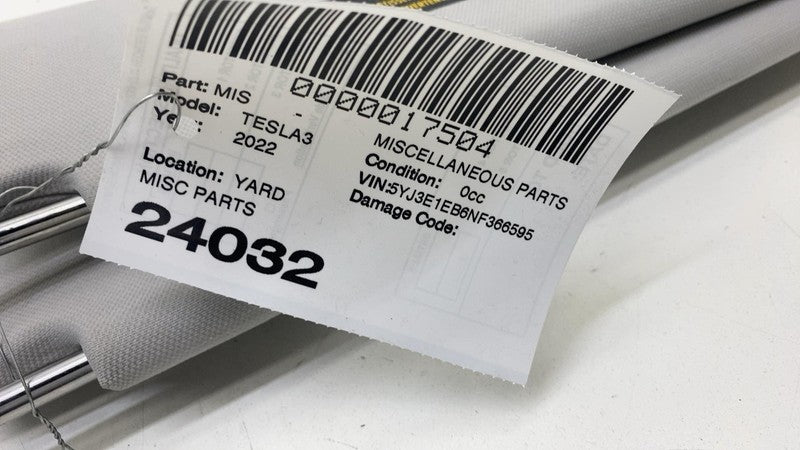 0000017504
Part: MIS -
Model: TESLA3
2022
MISCELLANEOUS PARTS
Condition: 0cc
VIN:5YJ3E1EB6NF366595
Damage Code:
Location: YARD
MISC PARTS
24032